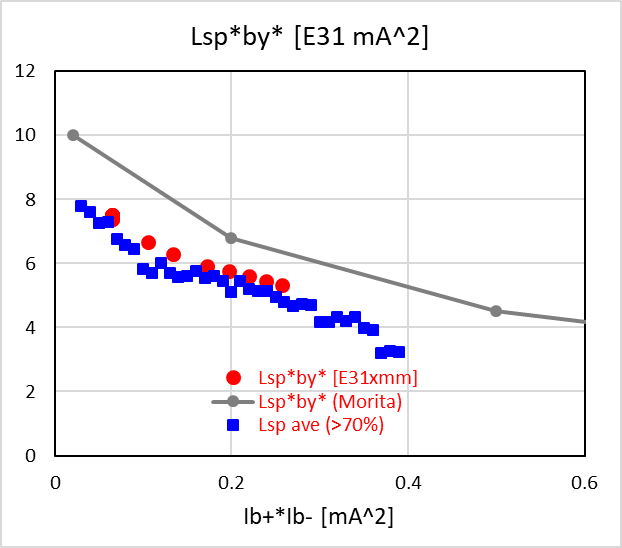 Lsp*by* [E31 mA^2]
12
10
8
6
4
2
0
Lsp*by* [E31xmm]
Lsp*by* (Morita)
Lsp ave (>70%)
0 0.2 0.4 0.6
Ib+*Ib- [mA^2]